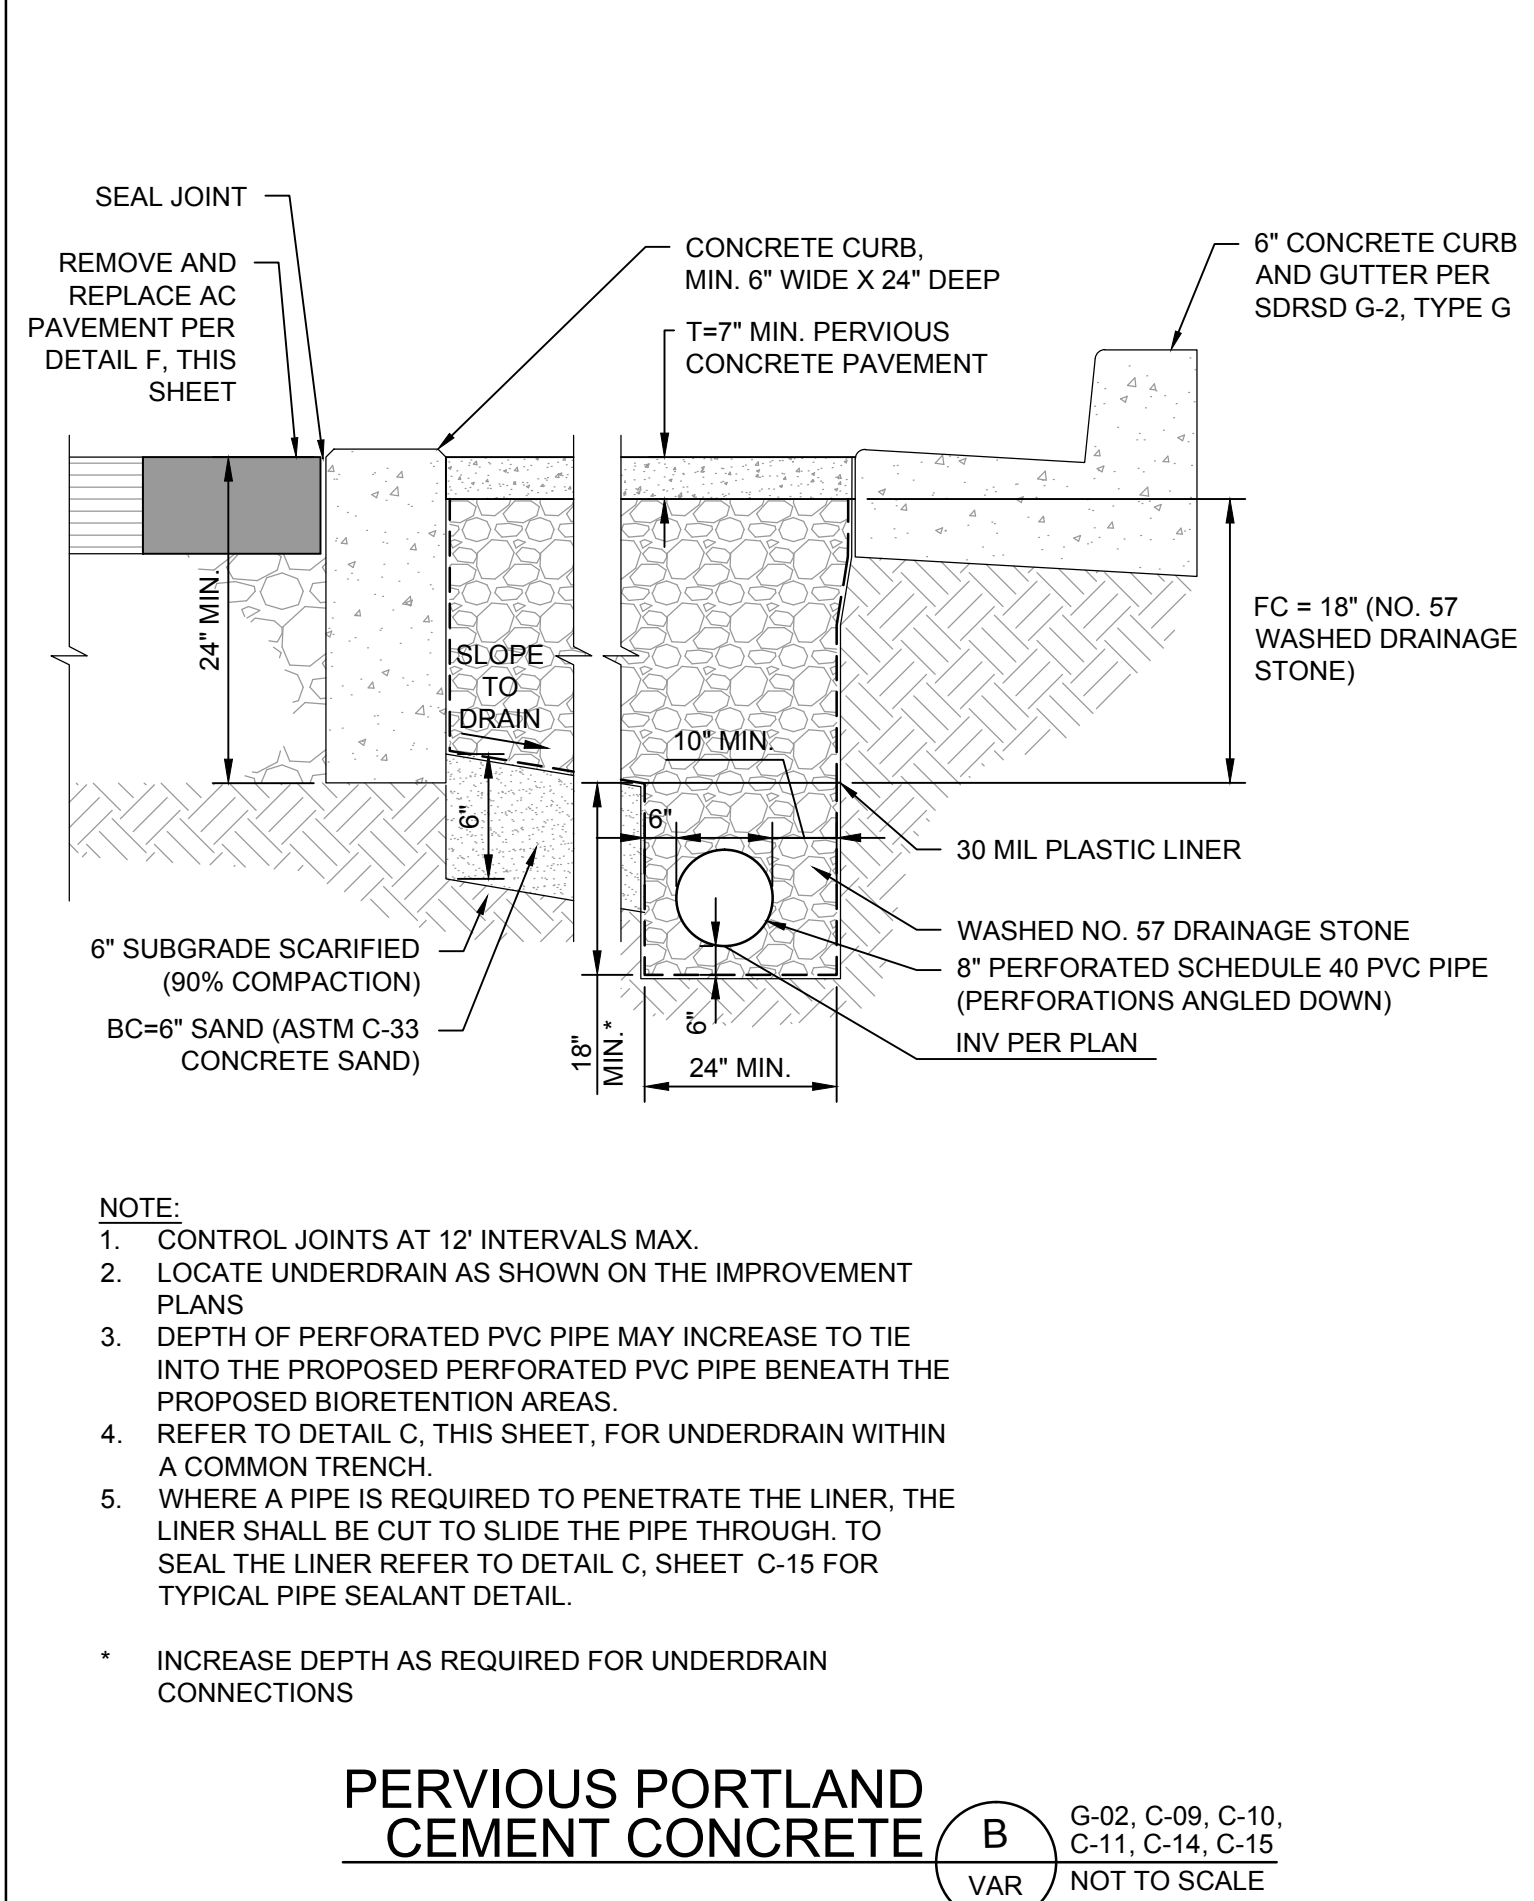 SEAL JOINT
REMOVE AND
REPLACE AC
PAVEMENT PER
DETAIL F, THIS
SHEET
CONCRETE CURB,
MIN. 6" WIDE X 24" DEEP
T=7" MIN. PERVIOUS
CONCRETE PAVEMENT
6" CONCRETE CURB
AND GUTTER PER
SDRSD G-2, TYPE G
24" MIN.
SLOPE
TO
DRAIN
10" MIN.
6"
6"
FC = 18" (NO. 57
WASHED DRAINAGE
STONE)
30 MIL PLASTIC LINER
WASHED NO. 57 DRAINAGE STONE
8" PERFORATED SCHEDULE 40 PVC PIPE
(PERFORATIONS ANGLED DOWN)
INV PER PLAN
6" SUBGRADE SCARIFIED
(90% COMPACTION)
BC=6" SAND (ASTM C-33
CONCRETE SAND)
18"
MIN. *
6"
24" MIN.
NOTE:
1. CONTROL JOINTS AT 12' INTERVALS MAX.
2. LOCATE UNDERDRAIN AS SHOWN ON THE IMPROVEMENT
PLANS
3. DEPTH OF PERFORATED PVC PIPE MAY INCREASE TO TIE
INTO THE PROPOSED PERFORATED PVC PIPE BENEATH THE
PROPOSED BIORETENTION AREAS.
4. REFER TO DETAIL C, THIS SHEET, FOR UNDERDRAIN WITHIN
A COMMON TRENCH.
5. WHERE A PIPE IS REQUIRED TO PENETRATE THE LINER, THE
LINER SHALL BE CUT TO SLIDE THE PIPE THROUGH. TO
SEAL THE LINER REFER TO DETAIL C, SHEET C-15 FOR
TYPICAL PIPE SEALANT DETAIL.
* INCREASE DEPTH AS REQUIRED FOR UNDERDRAIN
CONNECTIONS
PERVIOUS PORTLAND
CEMENT CONCRETE
B
VAR
G-02, C-09, C-10,
C-11, C-14, C-15
NOT TO SCALE